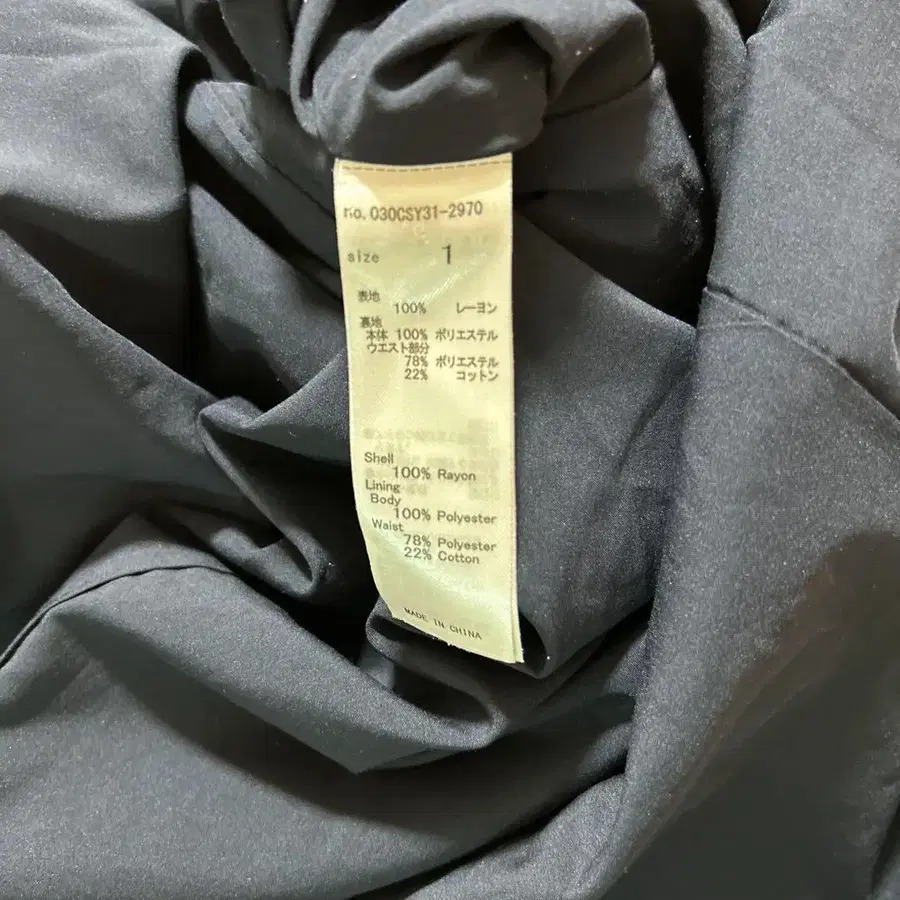 no. 030CSY31-2970
size 1
表地
100% レーヨン
裏地
本体 100% ポリエステル
ウエスト部分
78% ポリエステル
22% コットン
Shell
100% Rayon
Lining
Body
100% Polyester
Waist
78% Polyester
22% Cotton
MADE IN CHINA